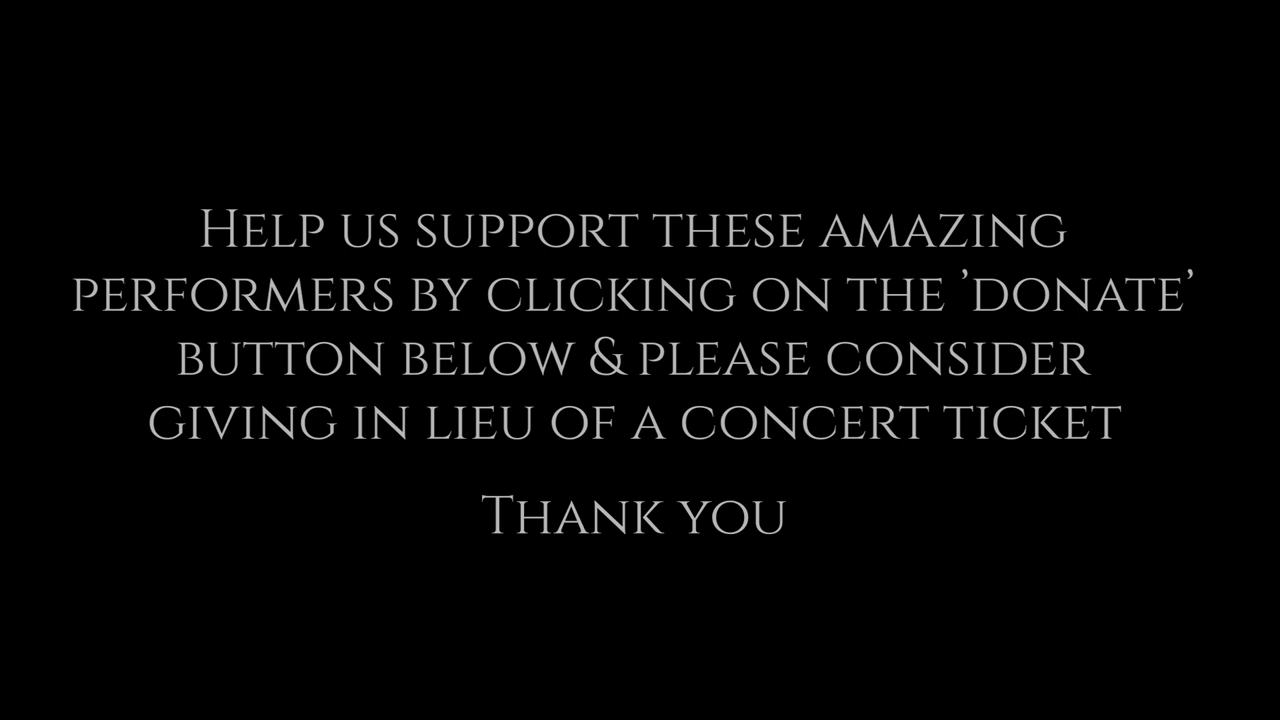 Help us support these amazing
performers by clicking on the ’donate’
button below & please consider
giving in lieu of a concert ticket
Thank you